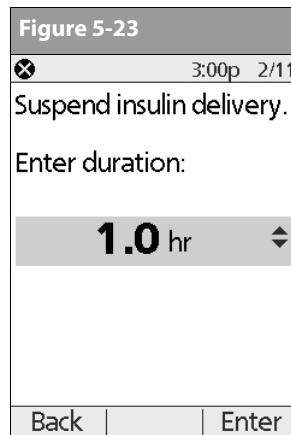 Figure 5-23
3:00p 2/11
Suspend insulin delivery.
Enter duration:
1.0 hr
Back Enter